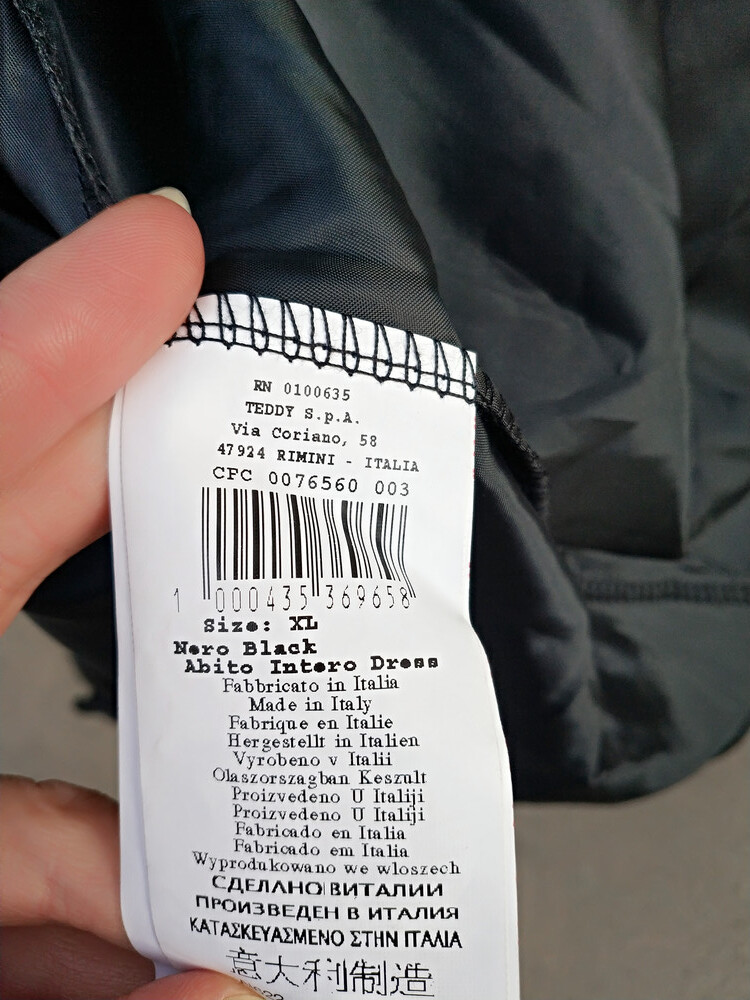 RN 0100635
TEDDY S.p.A.
Via Coriano, 58
47924 RIMINI - ITALIA
CFC 0076560 003
1 000435 369658
Size: XL
Nero Black
Abito Intero Dress
Fabbricato in Italia
Made in Italy
Fabrique en Italie
Hergestellt in Italien
Vyrobeno v Italii
Olaszorszagban Keszult
Proizvedeno U Italiji
Proizvedeno U Italiji
Fabricado en Italia
Fabricado em Italia
Wyprodukowano we wloszech
СДЕЛАНО ВИТАЛИИ
ПРОИЗВЕДЕН В ИТАЛИЯ
ΚΑΤΑΣΚΕΥΑΣΜΕΝΟ ΣΤΗΝ ΙΤΑΛΙΑ
意大利制造